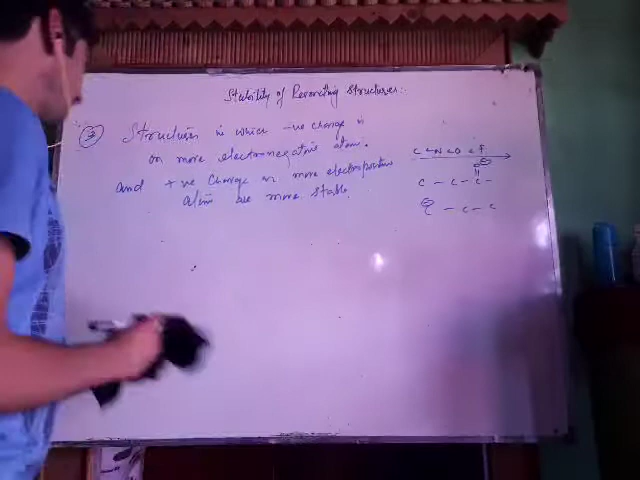 Stability of Resonating Structures:
3 Structures in which -ve charge is
on more electronegative atom.
and +ve charge on more electropositive
atom are more stable.
C < N < O < F
C - C - C -
C - C - C